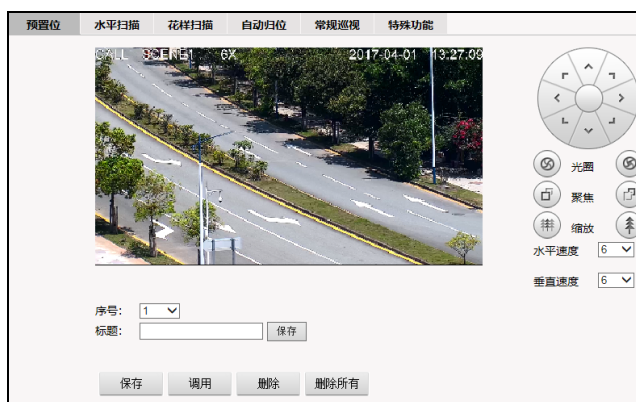 预置位 水平扫描 花样扫描 自动归位 常规巡视 特殊功能
CALL SCENE1 6X 2017-04-01 13:27:09
光圈
聚焦
缩放
水平速度 6
垂直速度 6
序号： 1
标题： 保存
保存 调用 删除 删除所有